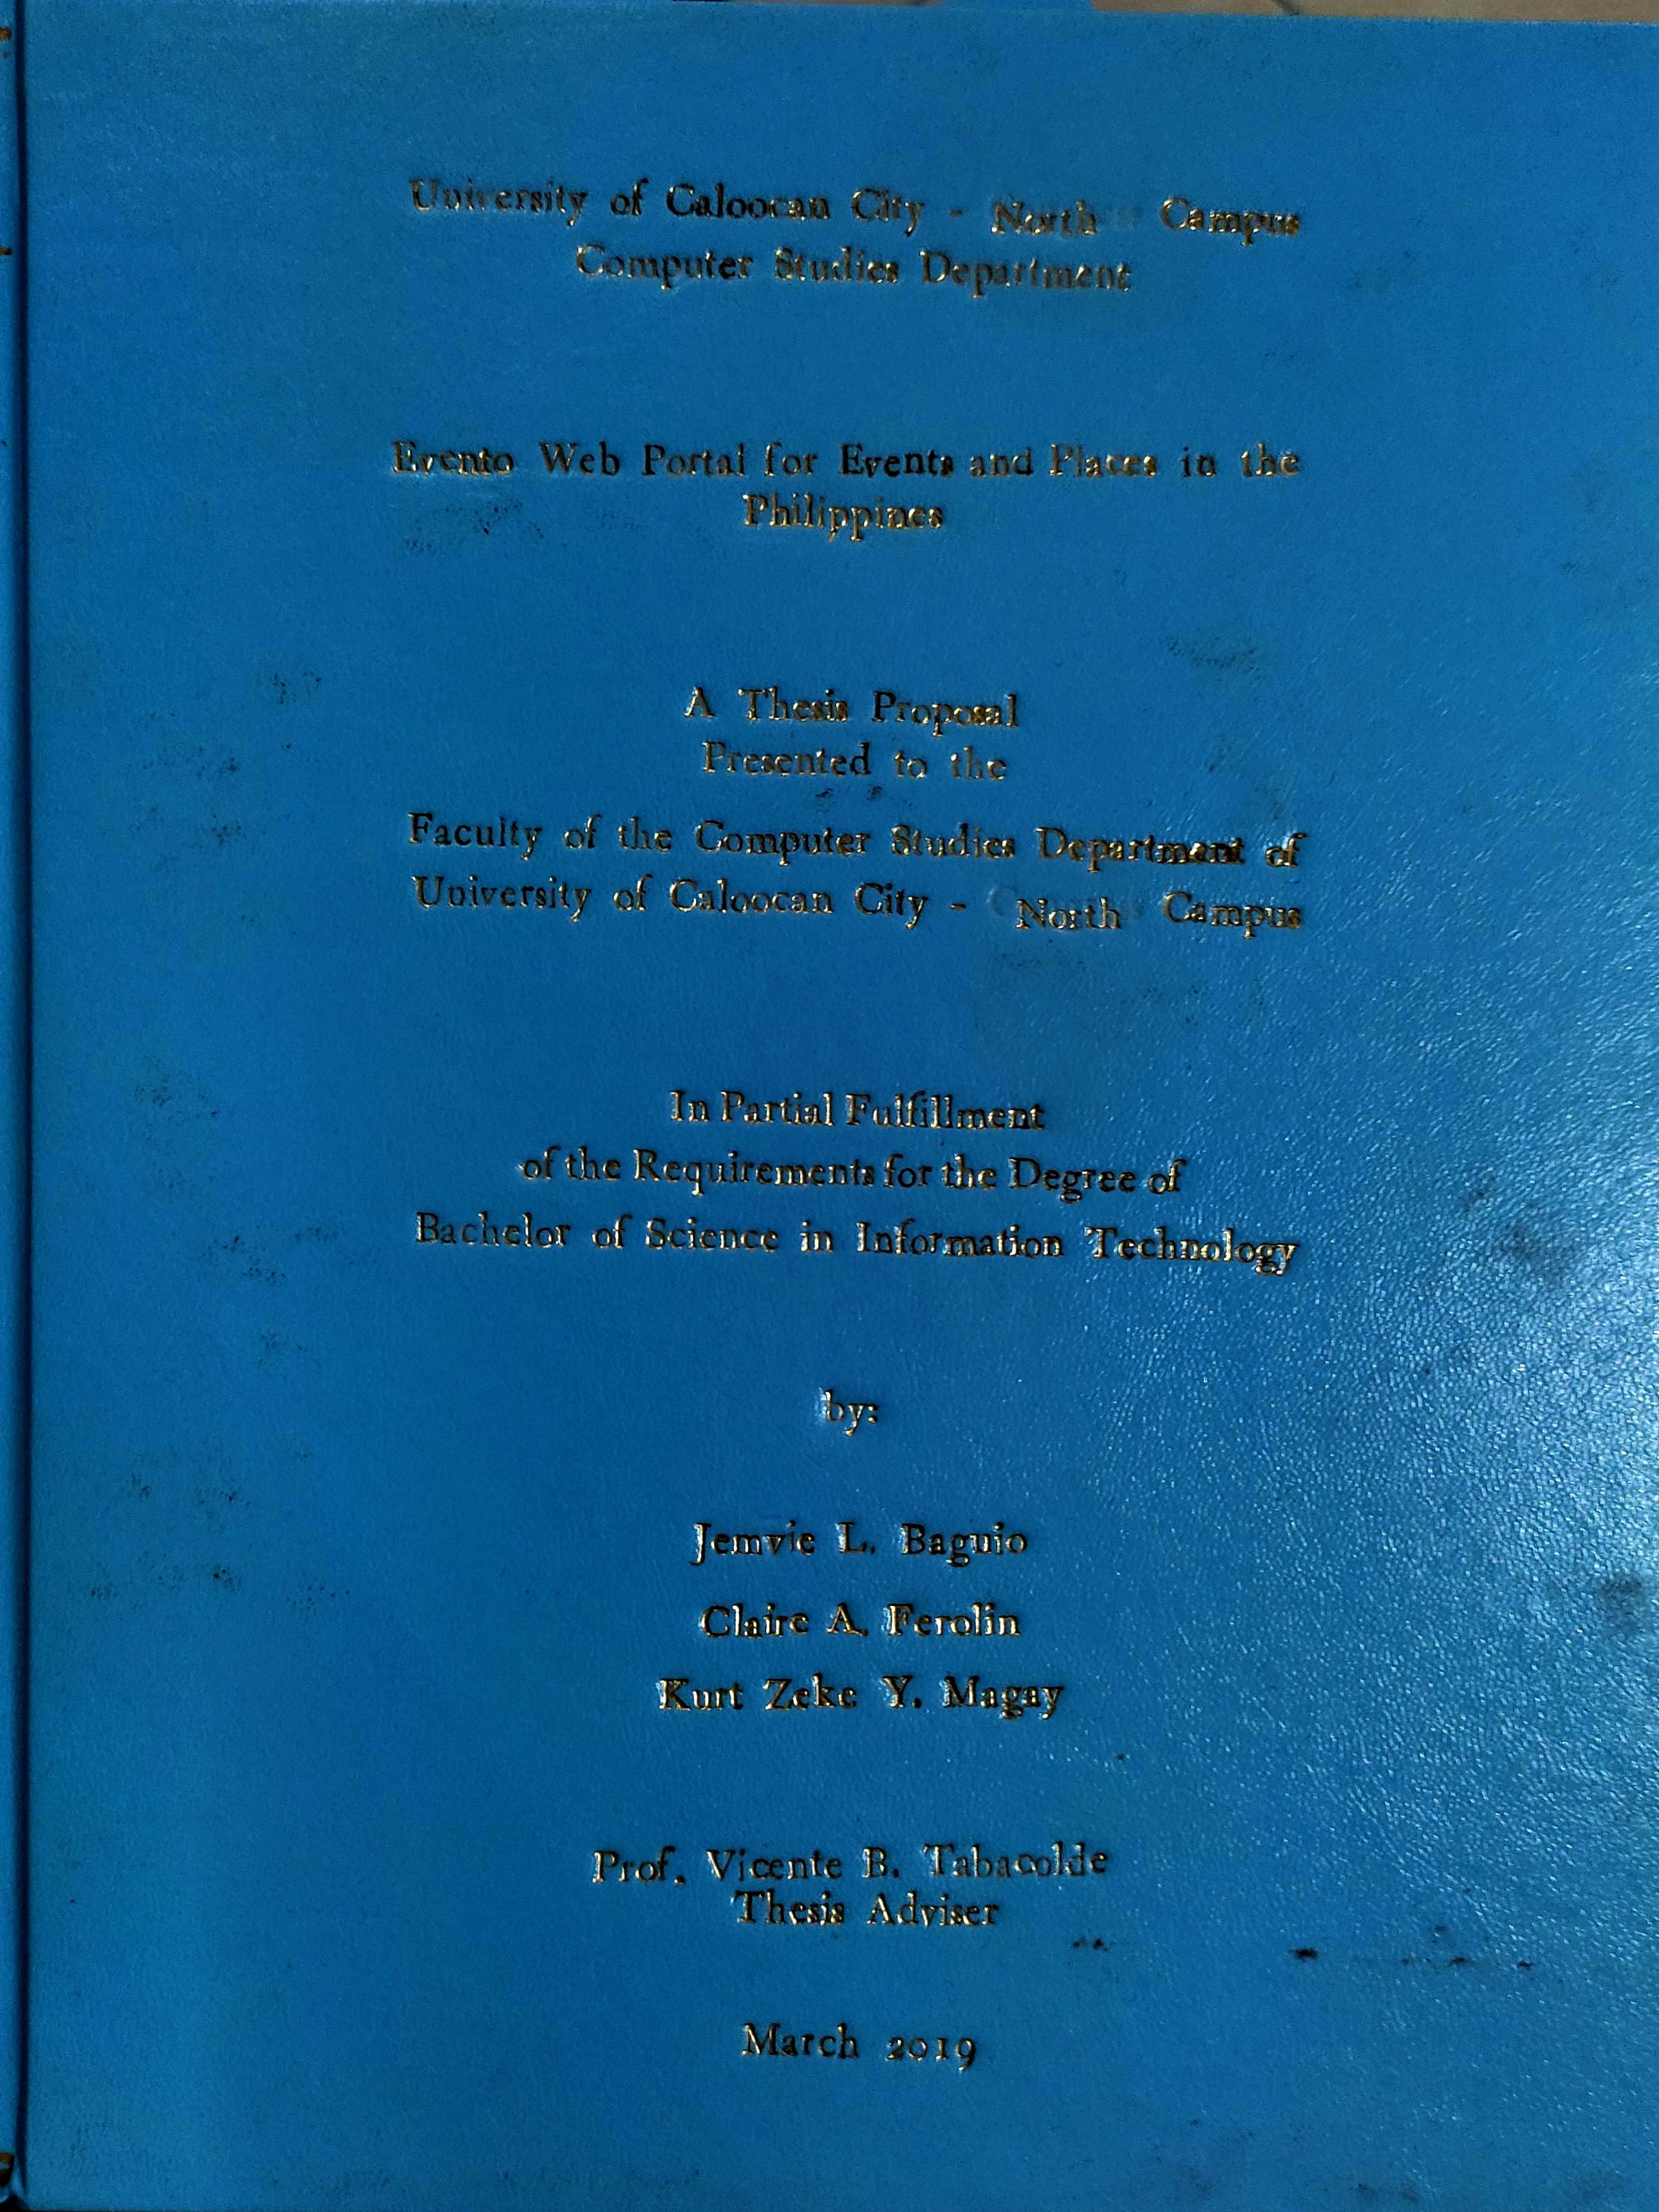 University of Caloocan City - North Campus
Computer Studies Department
Evento Web Portal for Events and Places in the
Philippines
A Thesis Proposal
Presented to the
Faculty of the Computer Studies Department of
University of Caloocan City - North Campus
In Partial Fulfillment
of the Requirements for the Degree of
Bachelor of Science in Information Technology
by:
Jemvie L. Baguio
Claire A. Ferolin
Kurt Zeke Y. Magay
Prof. Vicente B. Tabacolde
Thesis Adviser
March 2019